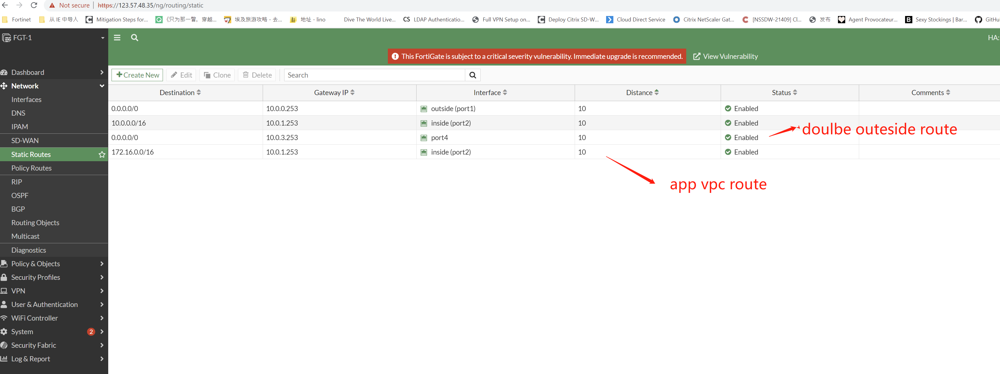 Not secure | https://123.57.48.35/ng/routing/static
Fortinet 从 IE 中导入 Mitigation Steps for... 《只为那一瞥，穿越... 埃及旅游攻略 - 去... 地址 - lino Dive The World Live... CS LDAP Authenticatio... Full VPN Setup on... Deploy Citrix SD-W... Cloud Direct Service Citrix NetScaler Gat... [NSSDW-21409] Cl... 发布 Agent Provocateur... Sexy Stockings | Bar... GitHu
FGT-1
HA:
This FortiGate is subject to a critical severity vulnerability. Immediate upgrade is recommended. View Vulnerability
Dashboard
Network
Interfaces
DNS
IPAM
SD-WAN
Static Routes
Policy Routes
RIP
OSPF
BGP
Routing Objects
Multicast
Diagnostics
Policy & Objects
Security Profiles
VPN
User & Authentication
WiFi Controller
System 2
Security Fabric
Log & Report
Create New Edit Clone Delete Search
Destination Gateway IP Interface Distance Status Comments
0.0.0.0/0 10.0.0.253 outside (port1) 10 Enabled
10.0.0.0/16 10.0.1.253 inside (port2) 10 Enabled
0.0.0.0/0 10.0.3.253 port4 10 Enabled
172.16.0.0/16 10.0.1.253 inside (port2) 10 Enabled
doulbe outeside route
app vpc route